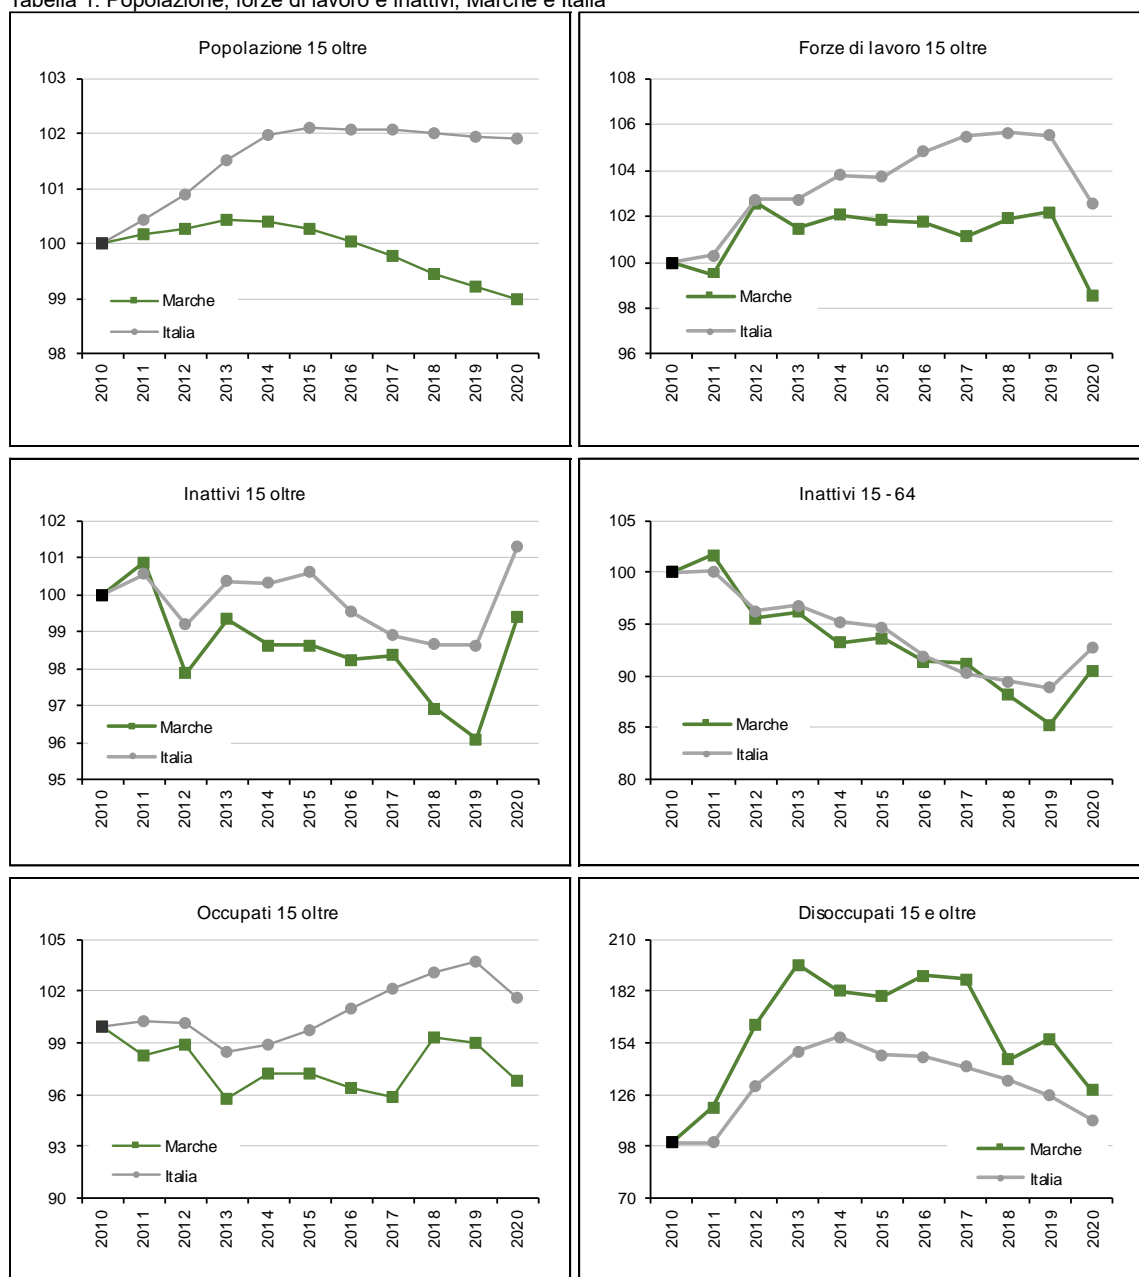 Tabella 1. Popolazione, forze di lavoro e inattivi, Marche e Italia
Popolazione 15 oltre
103
102
101
100
99
98
Marche
Italia
2010 2011 2012 2013 2014 2015 2016 2017 2018 2019 2020
Forze di lavoro 15 oltre
108
106
104
102
100
98
96
Marche
Italia
2010 2011 2012 2013 2014 2015 2016 2017 2018 2019 2020
Inattivi 15 oltre
102
101
100
99
98
97
96
95
Marche
Italia
2010 2011 2012 2013 2014 2015 2016 2017 2018 2019 2020
Inattivi 15 - 64
105
100
95
90
85
80
Marche
Italia
2010 2011 2012 2013 2014 2015 2016 2017 2018 2019 2020
Occupati 15 oltre
105
102
99
96
93
90
Marche
Italia
2010 2011 2012 2013 2014 2015 2016 2017 2018 2019 2020
Disoccupati 15 e oltre
210
182
154
126
98
70
Marche
Italia
2010 2011 2012 2013 2014 2015 2016 2017 2018 2019 2020